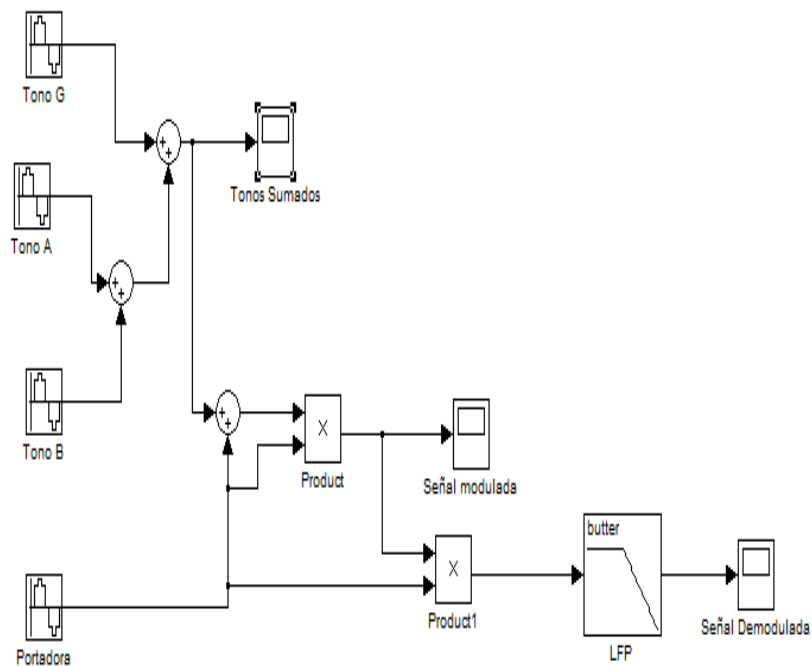 Tono G
Tonos Sumados
Tono A
Tono B
Product
Señal modulada
butter
Product1
Señal Demodulada
LFP
Portadora